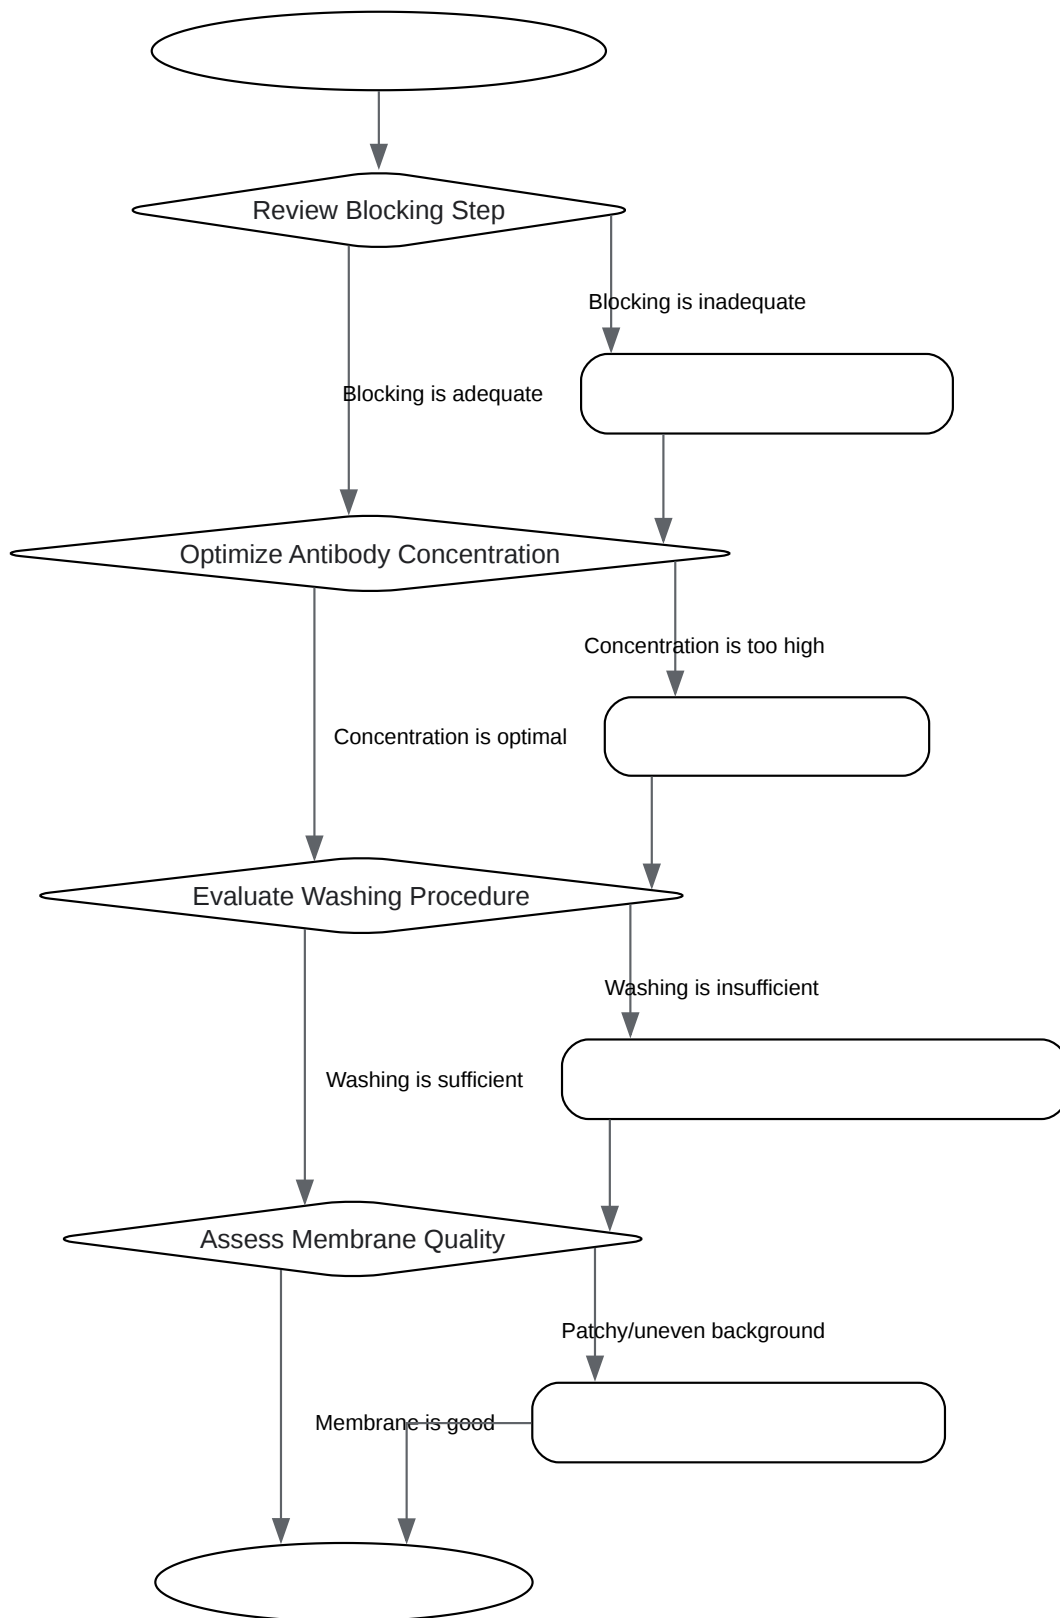 Review Blocking Step
Blocking is inadequate
Blocking is adequate
Optimize Antibody Concentration
Concentration is too high
Concentration is optimal
Evaluate Washing Procedure
Washing is insufficient
Washing is sufficient
Assess Membrane Quality
Patchy/uneven background
Membrane is good